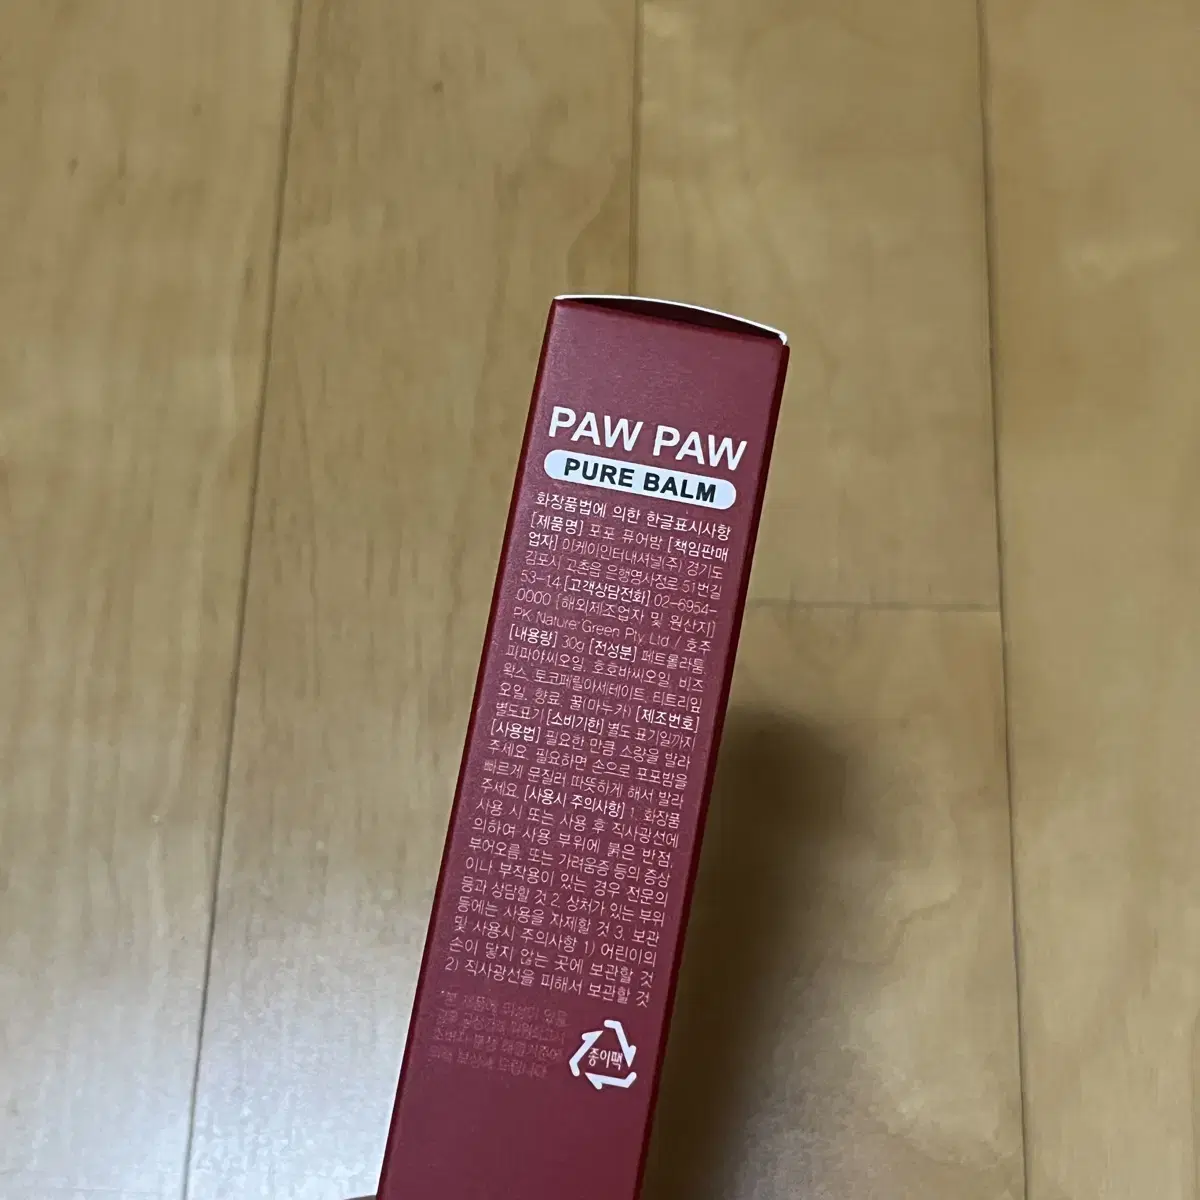 PAW PAW
PURE BALM
화장품법에 의한 한글표시사항
[제품명] 포포 퓨어밤 [책임판매
업자] 이케이인터내셔널(주) 경기도
김포시 고촌읍 은행영사정로 51번길
53-14 [고객상담전화] 02-6954-
0000 [해외제조업자 및 원산지]
PK Nature Green Pty Ltd / 호주
[내용량] 30g [전성분] 페트롤라툼,
파파야씨오일, 호호바씨오일, 비즈
왁스, 토코페릴아세테이트, 티트리잎
오일, 향료, 꿀(마누카) [제조번호]
별도표기 [소비기한] 별도 표기일까지
[사용법] 필요한 만큼 소량을 발라
주세요. 필요하면 손으로 포포밤을
빠르게 문질러 따뜻하게 해서 발라
주세요 [사용시 주의사항] 1. 화장품
사용 시 또는 사용 후 직사광선에
의하여 사용 부위에 붉은 반점,
부어오름, 또는 가려움증 등의 증상
이나 부작용이 있는 경우 전문의
등과 상담할 것 2. 상처가 있는 부위
등에는 사용을 자제할 것 3. 보관
및 사용시 주의사항 1) 어린이의
손이 닿지 않는 곳에 보관할 것
2) 직사광선을 피해서 보관할 것
*본 제품에 이상이 있을
종이팩